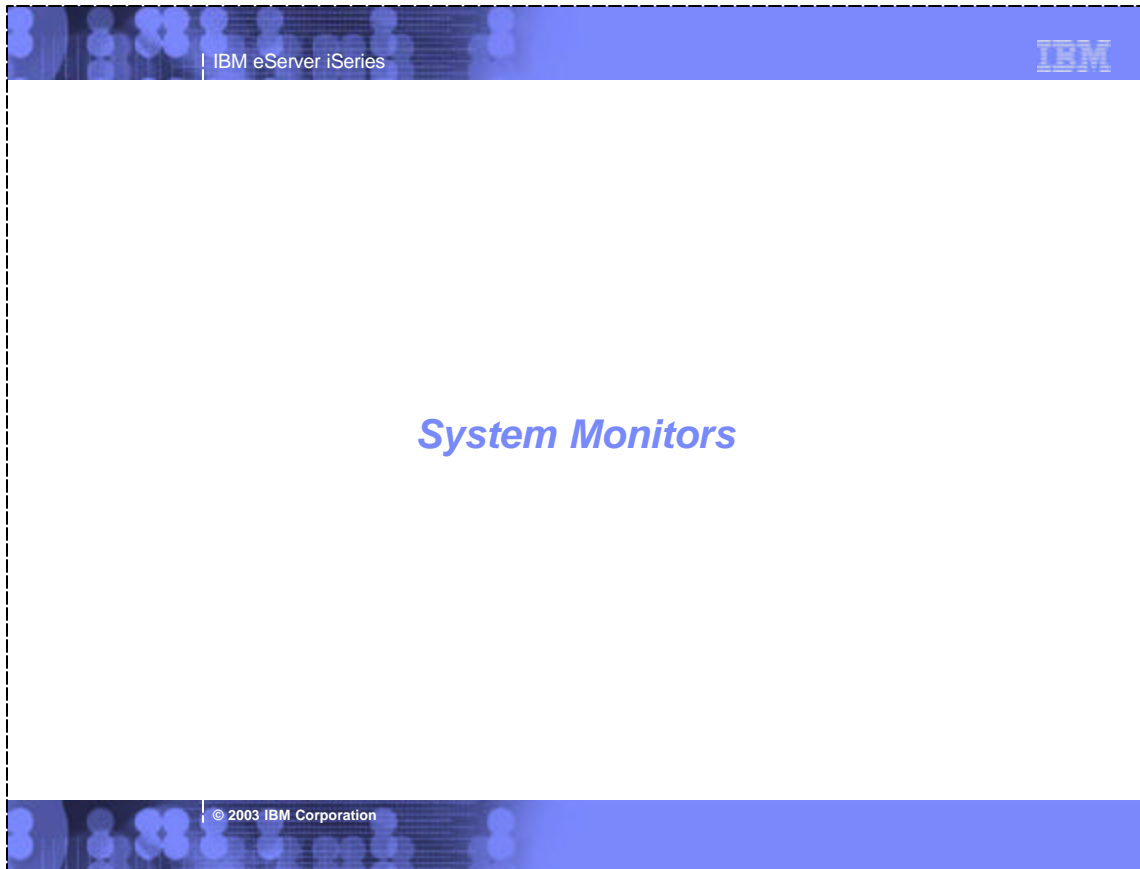 IBM eServer iSeries
IBM
System Monitors
© 2003 IBM Corporation